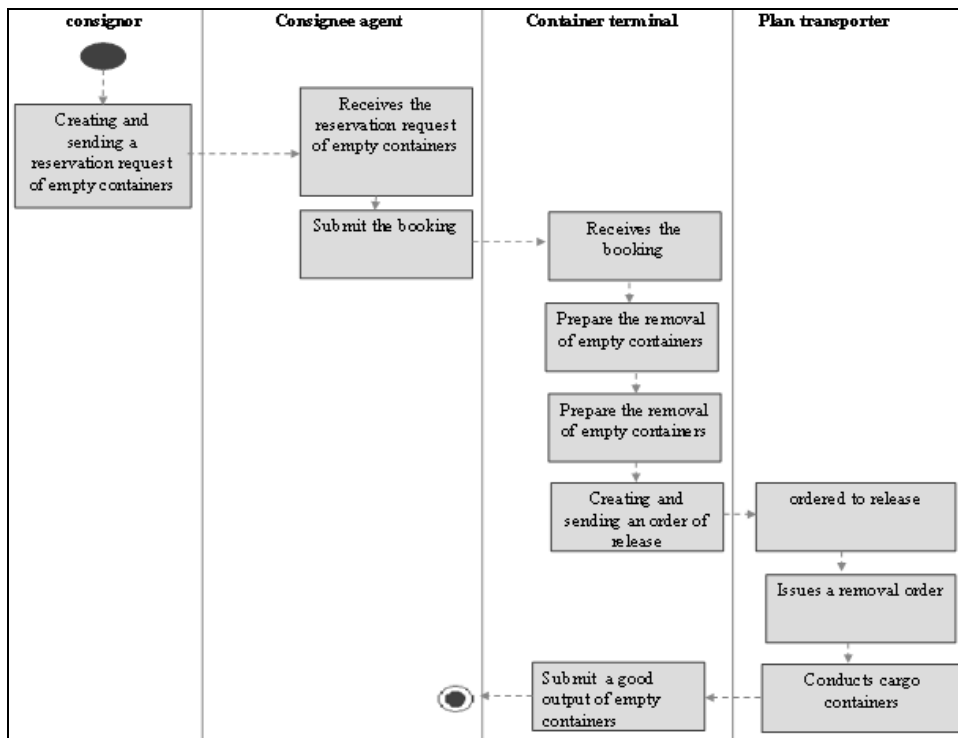 consignor
Consignee agent
Container terminal
Plan transporter
Creating and
sending a
reservation request
of empty containers
Receives the
reservation request
of empty containers
Submit the booking
Receives the
booking
Prepare the removal
of empty containers
Prepare the removal
of empty containers
Creating and
sending an order of
release
ordered to release
Issues a removal order
Conducts cargo
containers
Submit a good
output of empty
containers